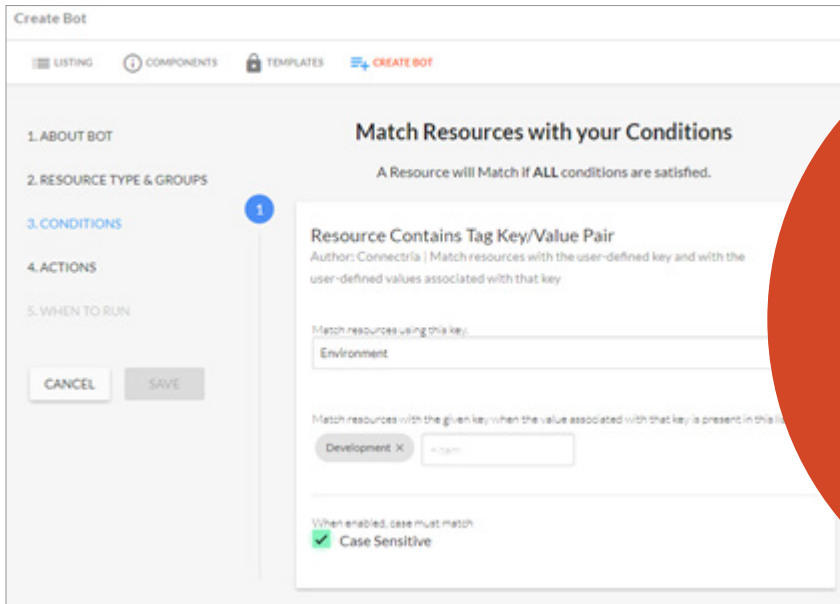 Create Bot
LISTING
COMPONENTS
TEMPLATES
CREATE BOT
1. ABOUT BOT
2. RESOURCE TYPE & GROUPS
3. CONDITIONS
4. ACTIONS
5. WHEN TO RUN
CANCEL
SAVE
Match Resources with your Conditions
A Resource will Match if ALL conditions are satisfied.
1
Resource Contains Tag Key/Value Pair
Author: Connectria | Match resources with the user-defined key and with the
user-defined values associated with that key
Match resources using this key.
Environment
Match resources with the given key when the value associated with that key is present in this
Development ×
When enabled, case must match
Case Sensitive